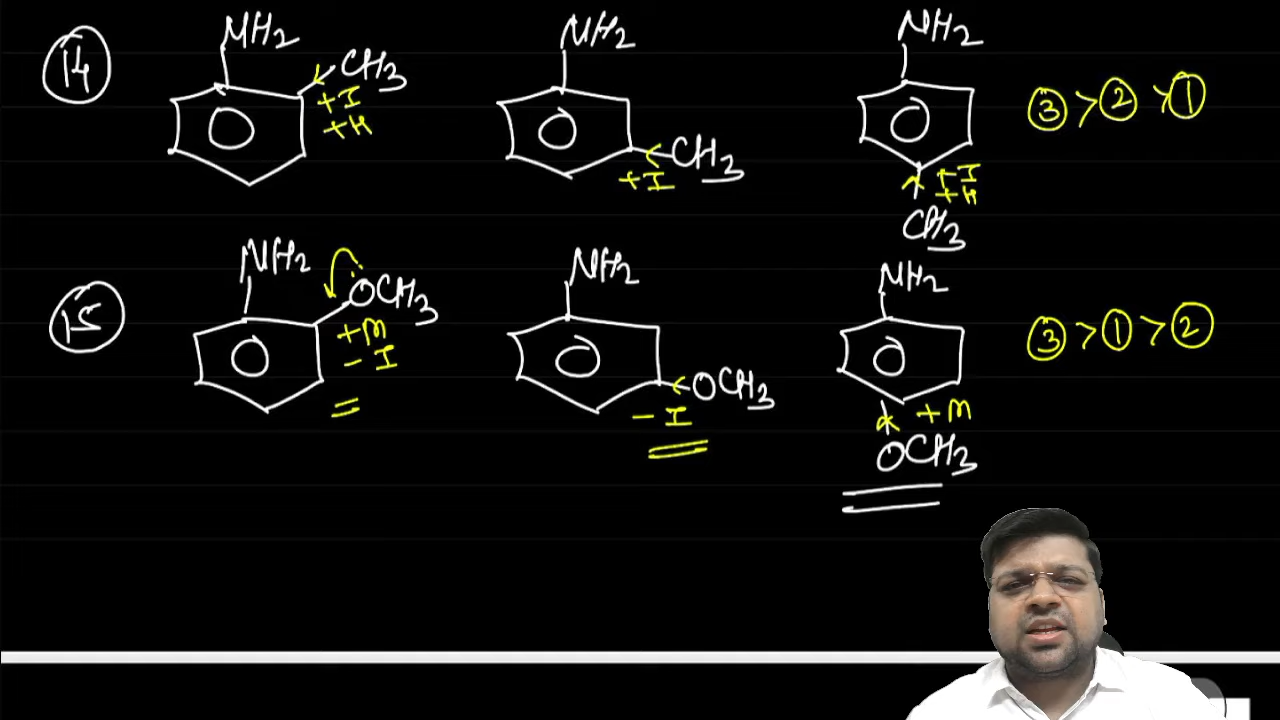 14
NH2 CH3 +I +H
NH2 CH3 +I
NH2 +I +H CH3
3 > 2 > 1
15
NH2 OCH3 +M - I
NH2 OCH3 - I
NH2 +M OCH3
3 > 1 > 2